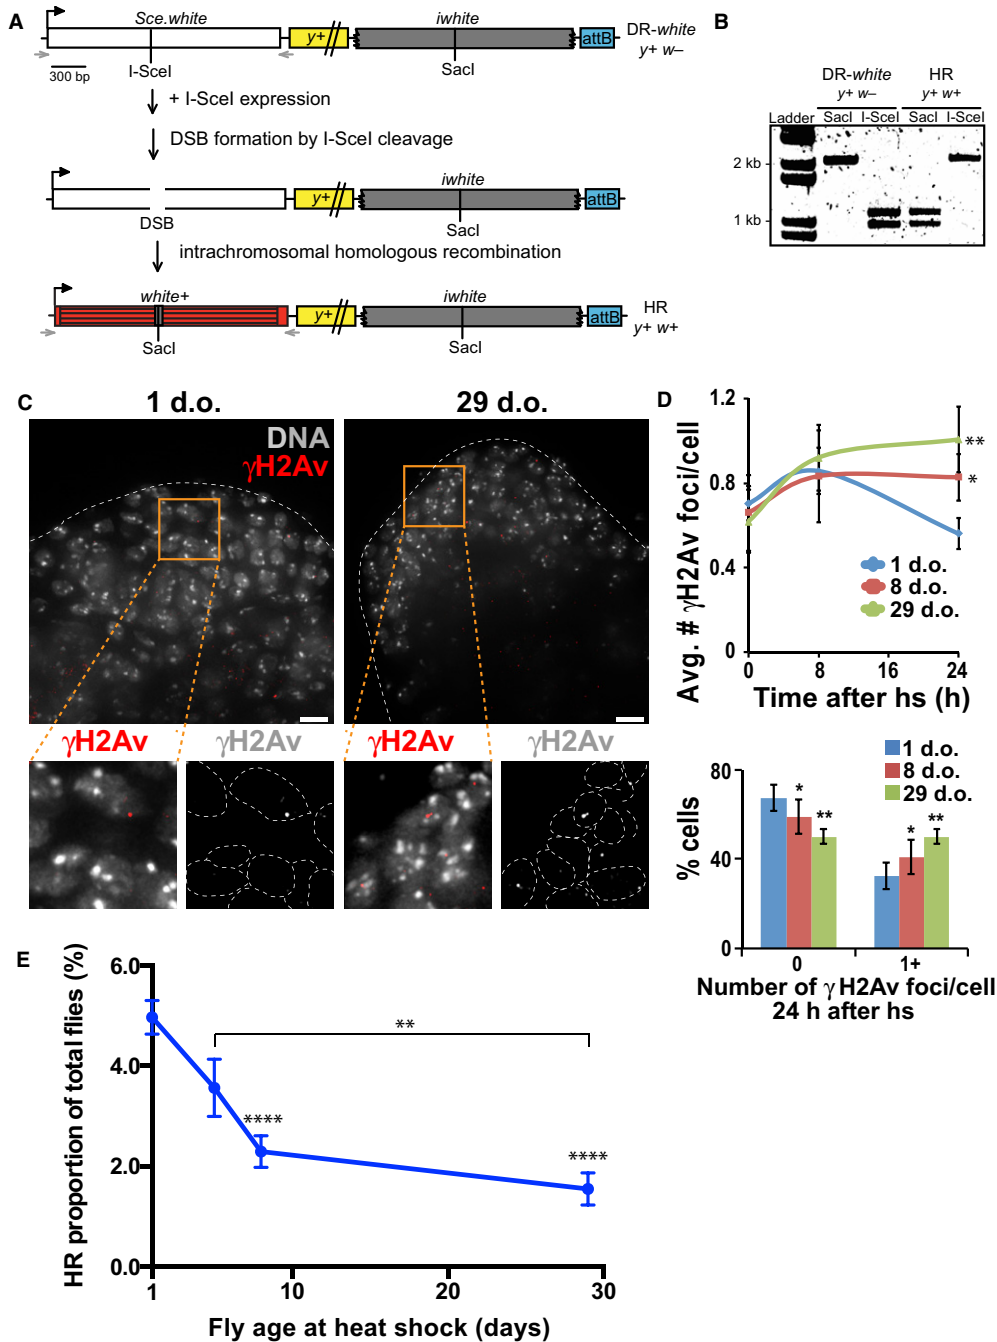 A
Sce.white
y+
iwhite
attB
DR-white
y+ w–
300 bp
I-SceI
SacI
+ I-SceI expression
DSB formation by I-SceI cleavage
iwhite
y+
attB
DSB
SacI
intrachromosomal homologous recombination
white+
iwhite
y+
attB
HR
y+ w+
SacI
SacI
B
DR-white
y+ w–
HR
y+ w+
Ladder
SacI
I-SceI
SacI
I-SceI
2 kb
1 kb
C
1 d.o.
29 d.o.
DNA
γH2Av
γH2Av
γH2Av
γH2Av
γH2Av
D
Avg. # γH2Av foci/cell
1.2
0.8
0.4
0
**
*
1 d.o.
8 d.o.
29 d.o.
0
8
16
24
Time after hs (h)
1 d.o.
8 d.o.
29 d.o.
% cells
80
40
0
*
**
*
**
0
1+
Number of γH2Av foci/cell
24 h after hs
E
HR proportion of total flies (%)
6.0
4.0
2.0
0.0
**
****
****
1
10
20
30
Fly age at heat shock (days)